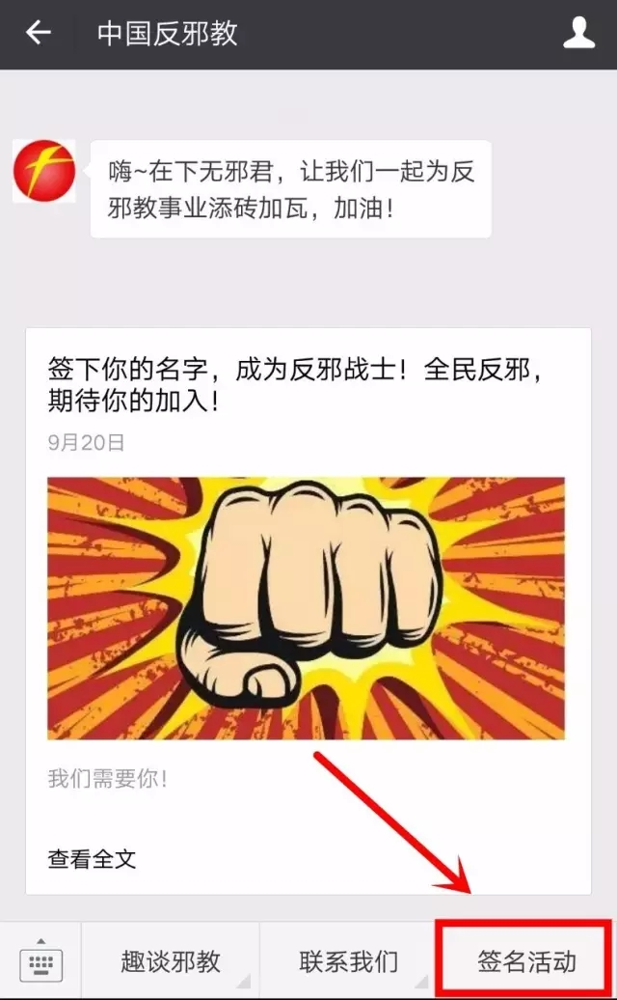 中国反邪教
嗨~在下无邪君，让我们一起为反
邪教事业添砖加瓦，加油！
签下你的名字，成为反邪战士！全民反邪，
期待你的加入！
9月20日
我们需要你！
查看全文
趣谈邪教
联系我们
签名活动